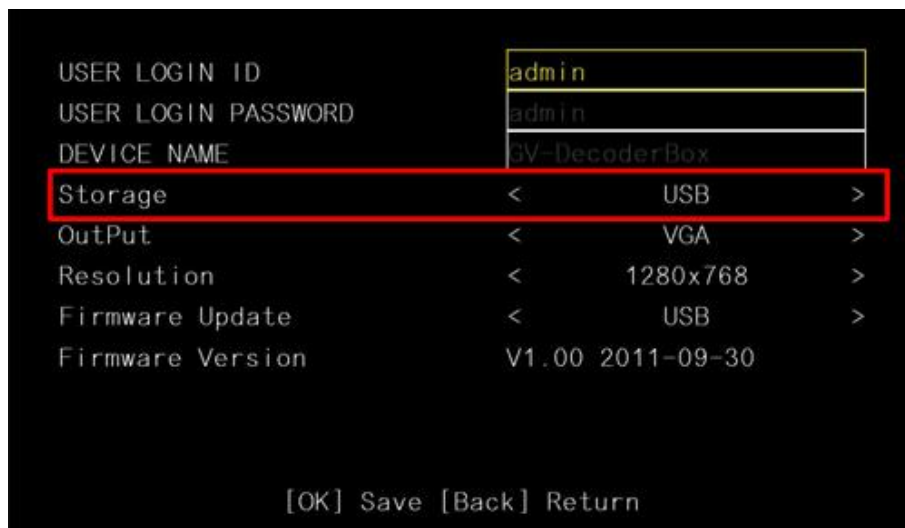 USER LOGIN ID admin
USER LOGIN PASSWORD admin
DEVICE NAME GV-DecoderBox
Storage < USB >
OutPut < VGA >
Resolution < 1280x768 >
Firmware Update < USB >
Firmware Version V1.00 2011-09-30
[OK] Save [Back] Return